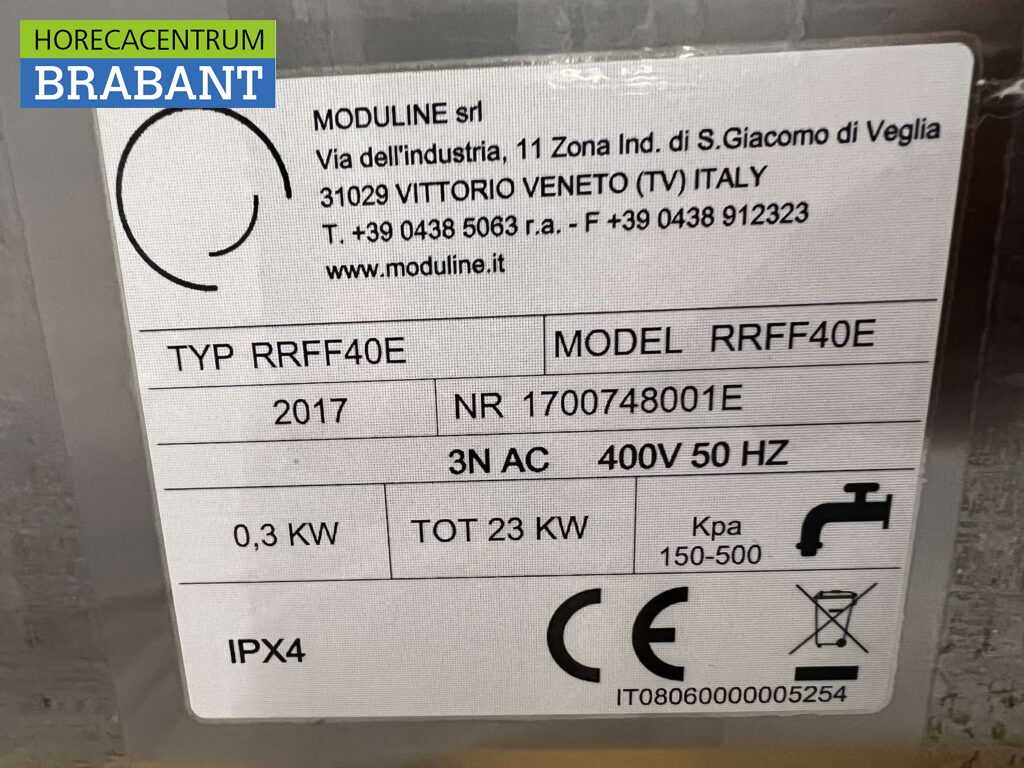 HORECACENTRUM
BRABANT
MODULINE srl
Via dell'industria, 11 Zona Ind. di S.Giacomo di Veglia
31029 VITTORIO VENETO (TV) ITALY
T. +39 0438 5063 r.a. - F +39 0438 912323
www.moduline.it
TYP RRFF40E
MODEL RRFF40E
2017
NR 1700748001E
3N AC 400V 50 HZ
0,3 KW
TOT 23 KW
Kpa
150-500
IPX4
CE
IT08060000005254